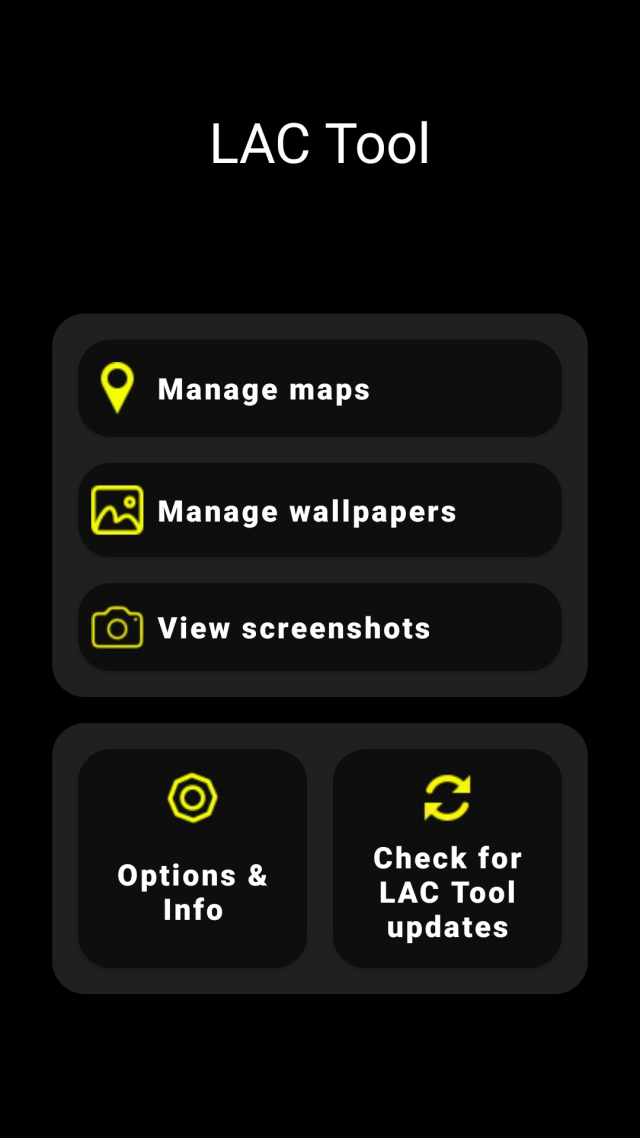 LAC Tool
Manage maps
Manage wallpapers
View screenshots
Options &
Info
Check for
LAC Tool
updates